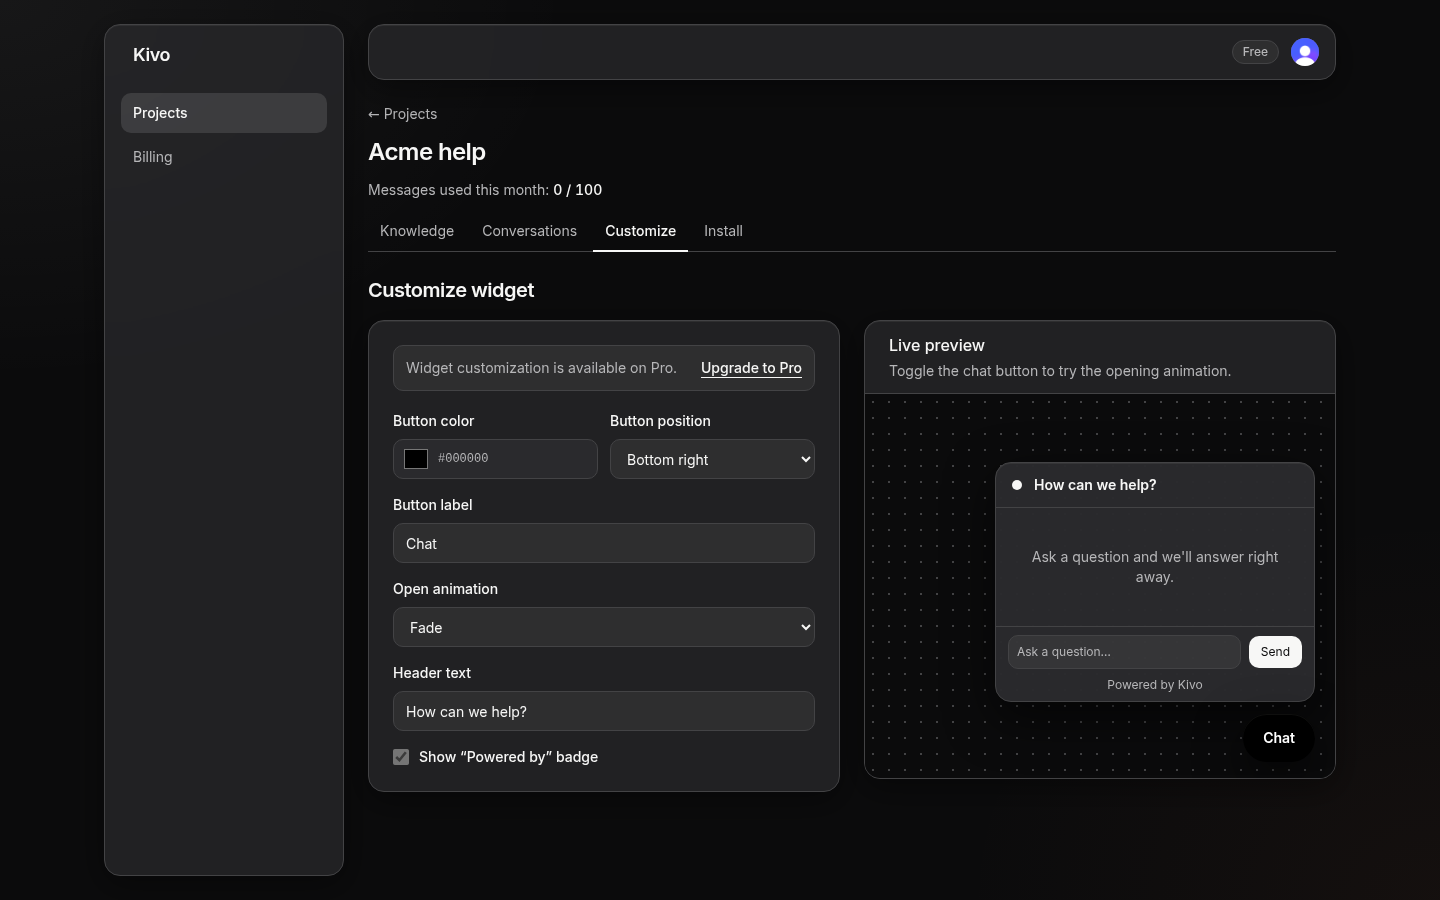 Kivo
Projects
Billing
Free
← Projects
Acme help
Messages used this month: 0 / 100
Knowledge
Conversations
Customize
Install
Customize widget
Widget customization is available on Pro.
Upgrade to Pro
Button color
Button position
#000000
Bottom right
Button label
Chat
Open animation
Fade
Header text
How can we help?
Show “Powered by” badge
Live preview
Toggle the chat button to try the opening animation.
How can we help?
Ask a question and we'll answer right
away.
Ask a question...
Send
Powered by Kivo
Chat